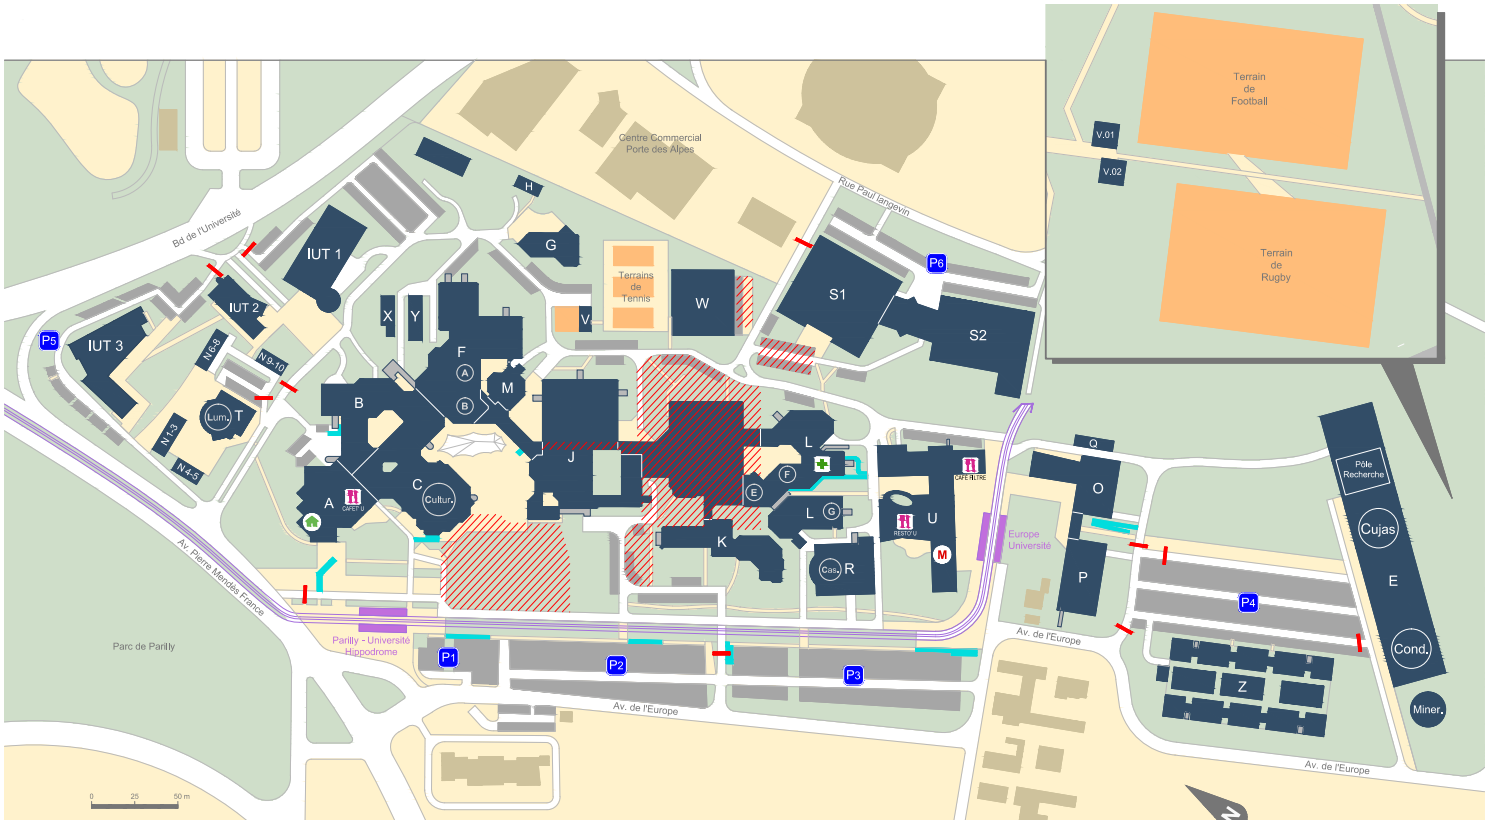 Terrain
de
Football
V.01
V.02
Terrain
de
Rugby
Centre Commercial
Porte des Alpes
Rue Paul langevin
Bd de l'Université
H
G
IUT 1
IUT 2
IUT 3
P5
P6
Terrains
de
Tennis
W
V
S1
S2
X
Y
F
A
B
M
N 6-8
N 9-10
Lum.
T
N 1-3
N 4-5
B
A
CAFET U
C
Cultur.
J
L
F
E
L
G
K
Cas.
R
U
RESTO'U
CAFE FILTRE
M
Q
O
P
Pôle
Recherche
Cujas
E
Cond.
Miner.
Z
P4
Europe
Université
Av. Pierre Mendès France
Parilly - Université
Hippodrome
Parc de Parilly
P1
P2
P3
Av. de l'Europe
Av. de l'Europe
Av. de l'Europe
0 25 50 m
N